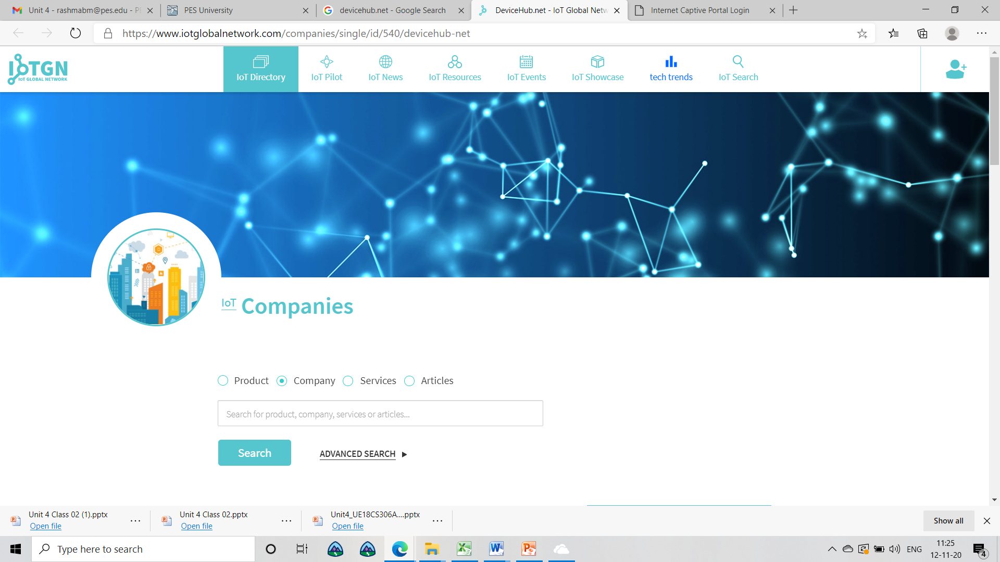 Unit 4 - rashmabm@pes.edu - PE
PES University
devicehub.net - Google Search
DeviceHub.net - IoT Global Netw
Internet Captive Portal Login
https://www.iotglobalnetwork.com/companies/single/id/540/devicehub-net
IoTGN
IoT GLOBAL NETWORK
IoT Directory
IoT Pilot
IoT News
IoT Resources
IoT Events
IoT Showcase
tech trends
IoT Search
IoT Companies
Product
Company
Services
Articles
Search for product, company, services or articles...
Search
ADVANCED SEARCH
Unit 4 Class 02 (1).pptx
Open file
Unit 4 Class 02.pptx
Open file
Unit4_UE18CS306A....pptx
Open file
Show all
Type here to search
ENG
11:25
12-11-20
4